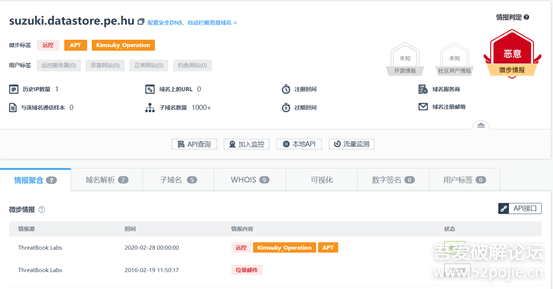 suzuki.datastore.pe.hu 配置安全DNS，自动拦截恶意域名 >
情报判定
微步标签 远控 APT Kimsuky_Operation
用户标签 远控服务器(0) 恶意网站(0) 正常网站(0) 钓鱼网站(0)
未知 未知 恶意
开源情报 社区用户情报 微步情报
历史IP数量 1 域名上的URL 0 注册时间 域名服务商
与该域名通信样本 0 子域名数量 1000+ 过期时间 域名注册邮箱
API查询 加入监控 本地API 流量监测
情报聚合 7 域名解析 7 子域名 5 WHOIS 9 可视化 数字签名 0 用户标签 0
微步情报 API接口
情报源 时间 情报内容 状态
ThreatBook Labs 2020-02-28 00:00:00 远控 Kimsuky_Operation APT
ThreatBook Labs 2016-02-19 11:50:17 垃圾邮件
吾爱破解论坛
www.52pojie.cn